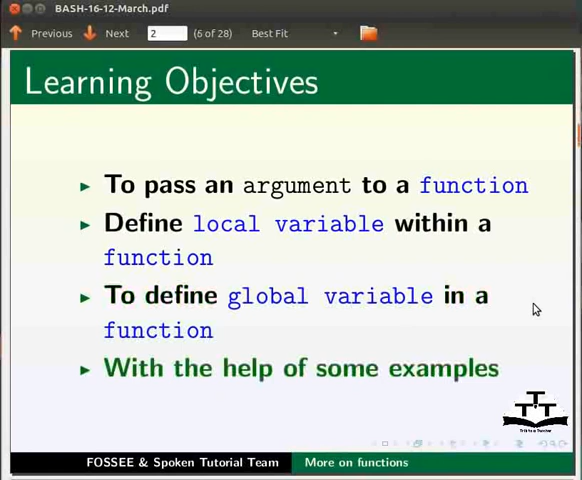 BASH-16-12-March.pdf
Previous Next 2 (6 of 28) Best Fit
Learning Objectives
To pass an argument to a function
Define local variable within a
function
To define global variable in a
function
With the help of some examples
FOSSEE & Spoken Tutorial Team More on functions